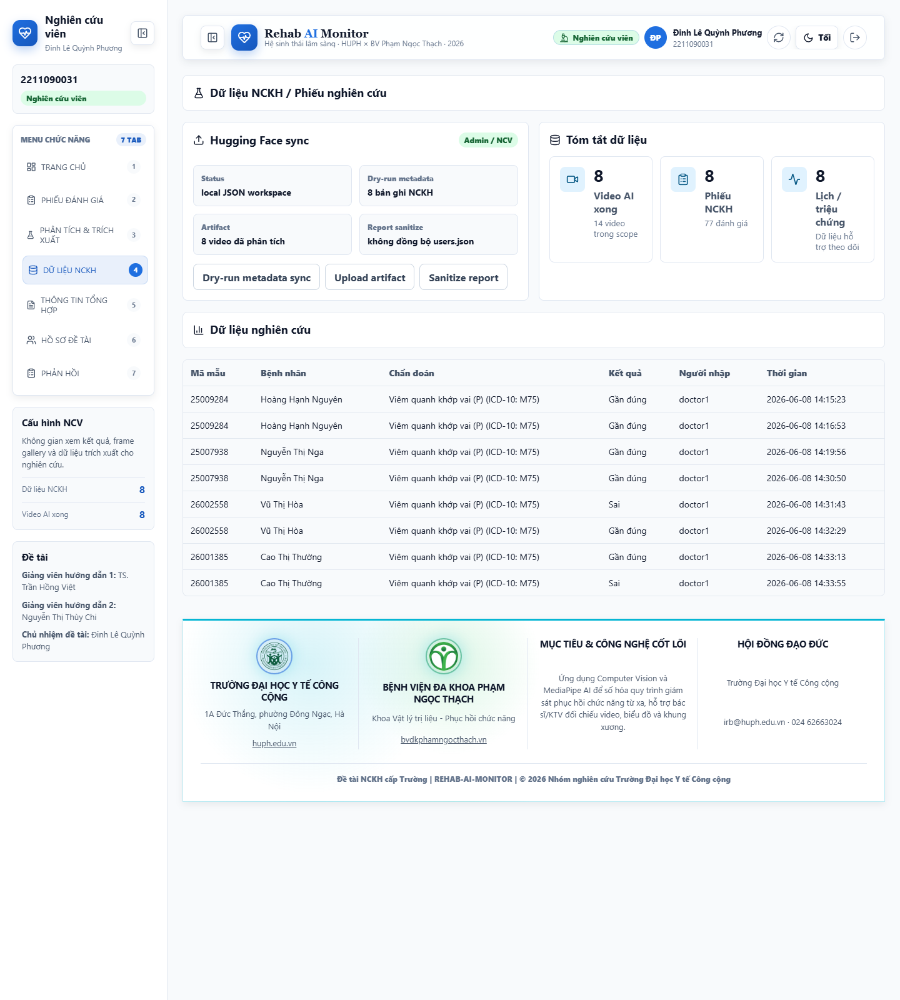 Nghiên cứu
viên
Đinh Lê Quỳnh Phương
2211090031
Nghiên cứu viên
MENU CHỨC NĂNG 7 TAB
TRANG CHỦ 1
PHIẾU ĐÁNH GIÁ 2
PHÂN TÍCH & TRÍCH
XUẤT 3
DỮ LIỆU NCKH 4
THÔNG TIN TỔNG
HỢP 5
HỒ SƠ ĐỀ TÀI 6
PHẢN HỒI 7
Cấu hình NCV
Không gian xem kết quả, frame
gallery và dữ liệu trích xuất cho
nghiên cứu.
Dữ liệu NCKH 8
Video AI xong 8
Đề tài
Giảng viên hướng dẫn 1: TS.
Trần Hồng Việt
Giảng viên hướng dẫn 2:
Nguyễn Thị Thùy Chi
Chủ nhiệm đề tài: Đinh Lê Quỳnh
Phương
Rehab AI Monitor
Hệ sinh thái lâm sàng · HUPH × BV Phạm Ngọc Thạch · 2026
Nghiên cứu viên
ĐP
Đinh Lê Quỳnh Phương
2211090031
Tối
Dữ liệu NCKH / Phiếu nghiên cứu
Hugging Face sync Admin / NCV
Status
local JSON workspace
Dry-run metadata
8 bản ghi NCKH
Artifact
8 video đã phân tích
Report sanitize
không đồng bộ users.json
Dry-run metadata sync Upload artifact Sanitize report
Tóm tắt dữ liệu
8
Video AI
xong
14 video
trong scope
8
Phiếu
NCKH
77 đánh giá
8
Lịch /
triệu
chứng
Dữ liệu hỗ
trợ theo dõi
Dữ liệu nghiên cứu
Mã mẫu Bệnh nhân Chẩn đoán Kết quả Người nhập Thời gian
25009284 Hoàng Hạnh Nguyên Viêm quanh khớp vai (P) (ICD-10: M75) Gần đúng doctor1 2026-06-08 14:15:23
25009284 Hoàng Hạnh Nguyên Viêm quanh khớp vai (P) (ICD-10: M75) Gần đúng doctor1 2026-06-08 14:16:53
25007938 Nguyễn Thị Nga Viêm quanh khớp vai (P) (ICD-10: M75) Gần đúng doctor1 2026-06-08 14:19:56
25007938 Nguyễn Thị Nga Viêm quanh khớp vai (P) (ICD-10: M75) Gần đúng doctor1 2026-06-08 14:30:50
26002558 Vũ Thị Hòa Viêm quanh khớp vai (P) (ICD-10: M75) Sai doctor1 2026-06-08 14:31:43
26002558 Vũ Thị Hòa Viêm quanh khớp vai (P) (ICD-10: M75) Gần đúng doctor1 2026-06-08 14:32:29
26001385 Cao Thị Thường Viêm quanh khớp vai (P) (ICD-10: M75) Gần đúng doctor1 2026-06-08 14:33:13
26001385 Cao Thị Thường Viêm quanh khớp vai (P) (ICD-10: M75) Sai doctor1 2026-06-08 14:33:55
TRƯỜNG ĐẠI HỌC Y TẾ CÔNG
CỘNG
1A Đức Thắng, phường Đông Ngạc, Hà
Nội
huph.edu.vn
BỆNH VIỆN ĐA KHOA PHẠM
NGỌC THẠCH
Khoa Vật lý trị liệu - Phục hồi chức năng
bvdkphamngocthach.vn
MỤC TIÊU & CÔNG NGHỆ CỐT LÕI
Ứng dụng Computer Vision và
MediaPipe AI để số hóa quy trình giám
sát phục hồi chức năng từ xa, hỗ trợ bác
sĩ/KTV đối chiếu video, biểu đồ và khung
xương.
HỘI ĐỒNG ĐẠO ĐỨC
Trường Đại học Y tế Công cộng
irb@huph.edu.vn · 024 62663024
Đề tài NCKH cấp Trường | REHAB-AI-MONITOR | © 2026 Nhóm nghiên cứu Trường Đại học Y tế Công cộng